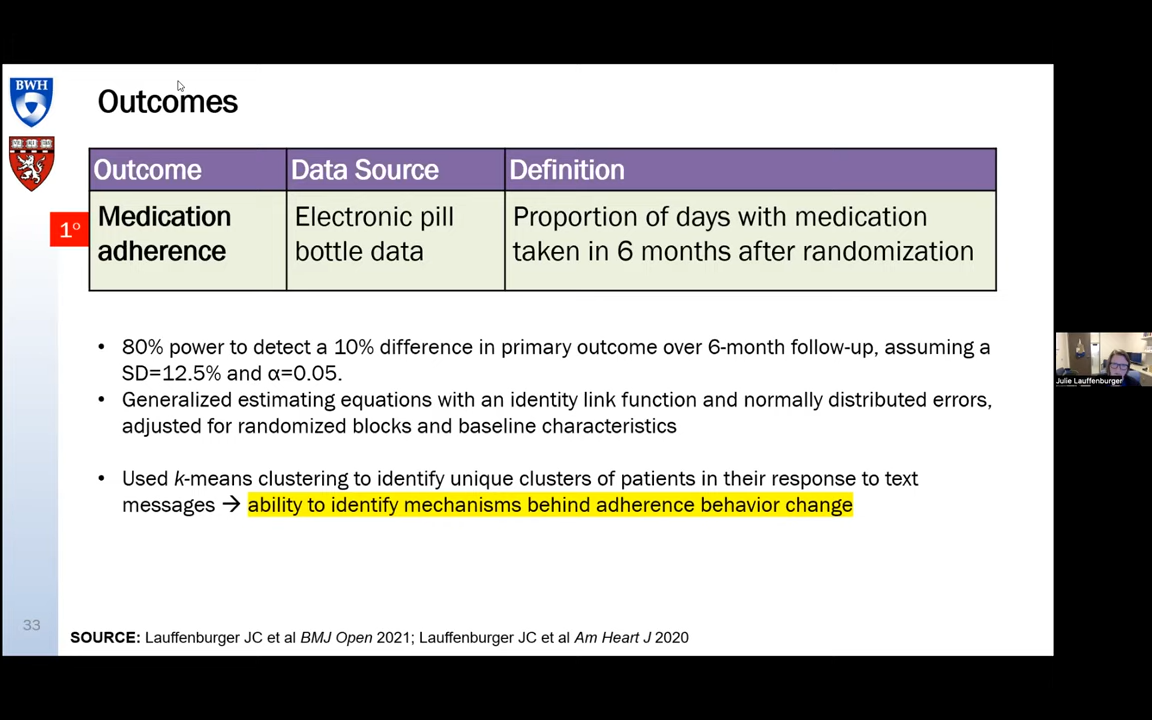 BWH
Outcomes
Outcome Data Source Definition
1º
Medication
adherence
Electronic pill
bottle data
Proportion of days with medication
taken in 6 months after randomization
• 80% power to detect a 10% difference in primary outcome over 6-month follow-up, assuming a
SD=12.5% and α=0.05.
• Generalized estimating equations with an identity link function and normally distributed errors,
adjusted for randomized blocks and baseline characteristics
• Used k-means clustering to identify unique clusters of patients in their response to text
messages → ability to identify mechanisms behind adherence behavior change
33
SOURCE: Lauffenburger JC et al BMJ Open 2021; Lauffenburger JC et al Am Heart J 2020
Julie Lauffenburger